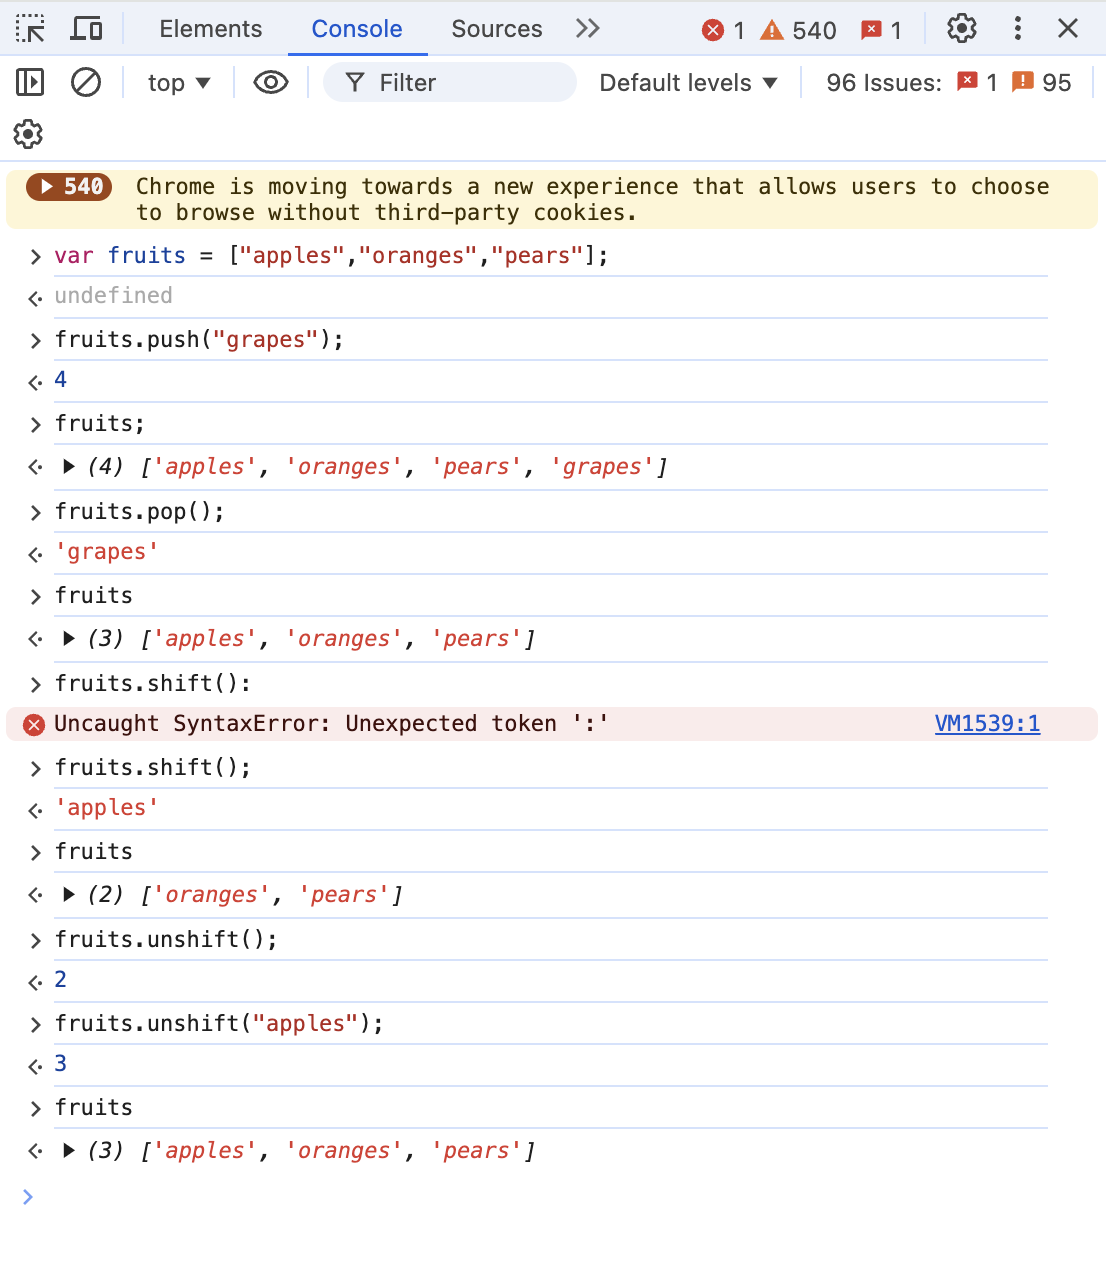 Elements Console Sources 1 540 1
top Filter Default levels 96 Issues: 1 95
540 Chrome is moving towards a new experience that allows users to choose
to browse without third-party cookies.
var fruits = ["apples","oranges","pears"];
undefined
fruits.push("grapes");
4
fruits;
(4) ['apples', 'oranges', 'pears', 'grapes']
fruits.pop();
'grapes'
fruits
(3) ['apples', 'oranges', 'pears']
fruits.shift():
Uncaught SyntaxError: Unexpected token ':' VM1539:1
fruits.shift();
'apples'
fruits
(2) ['oranges', 'pears']
fruits.unshift();
2
fruits.unshift("apples");
3
fruits
(3) ['apples', 'oranges', 'pears']